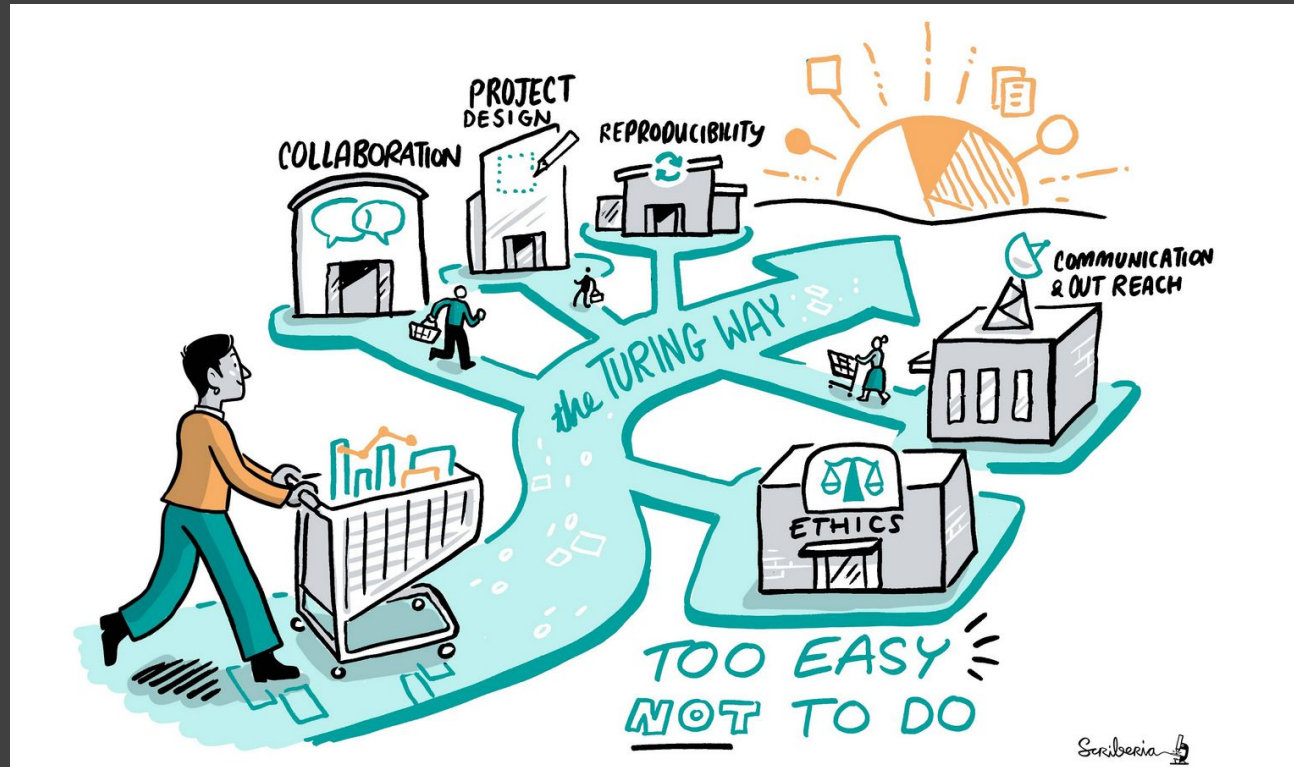 PROJECT
DESIGN
COLLABORATION
REPRODUCIBILITY
COMMUNICATION
& OUT REACH
the TURING WAY
ETHICS
TOO EASY
NOT TO DO
Scriberia